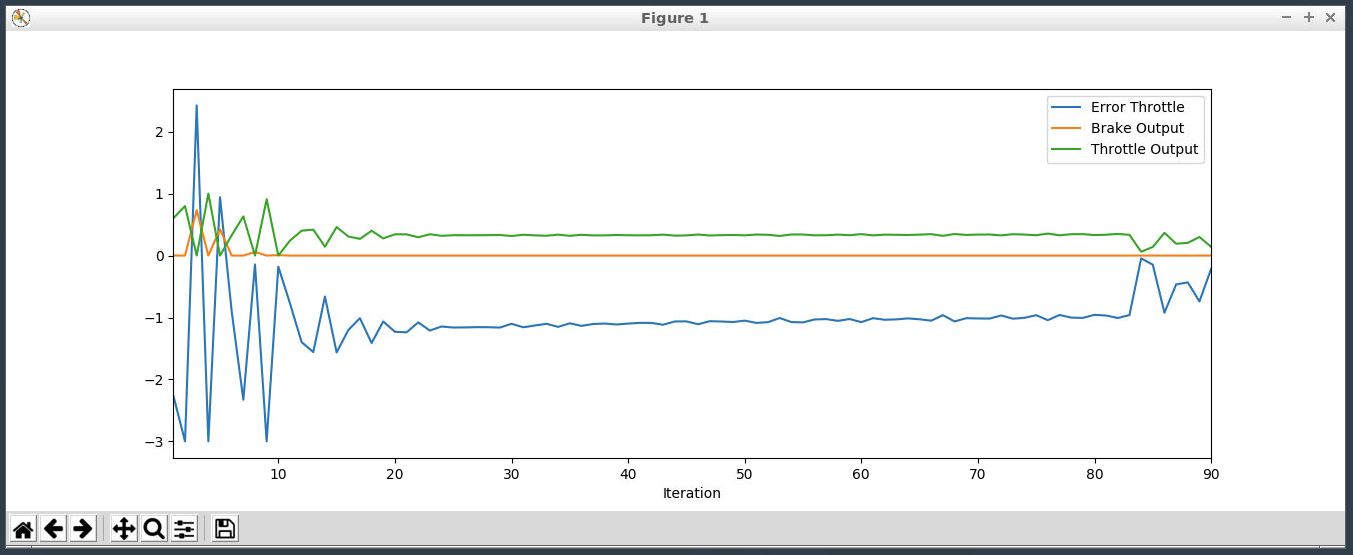 Figure 1
Error Throttle
Brake Output
Throttle Output
2
1
0
−1
−2
−3
10 20 30 40 50 60 70 80 90
Iteration